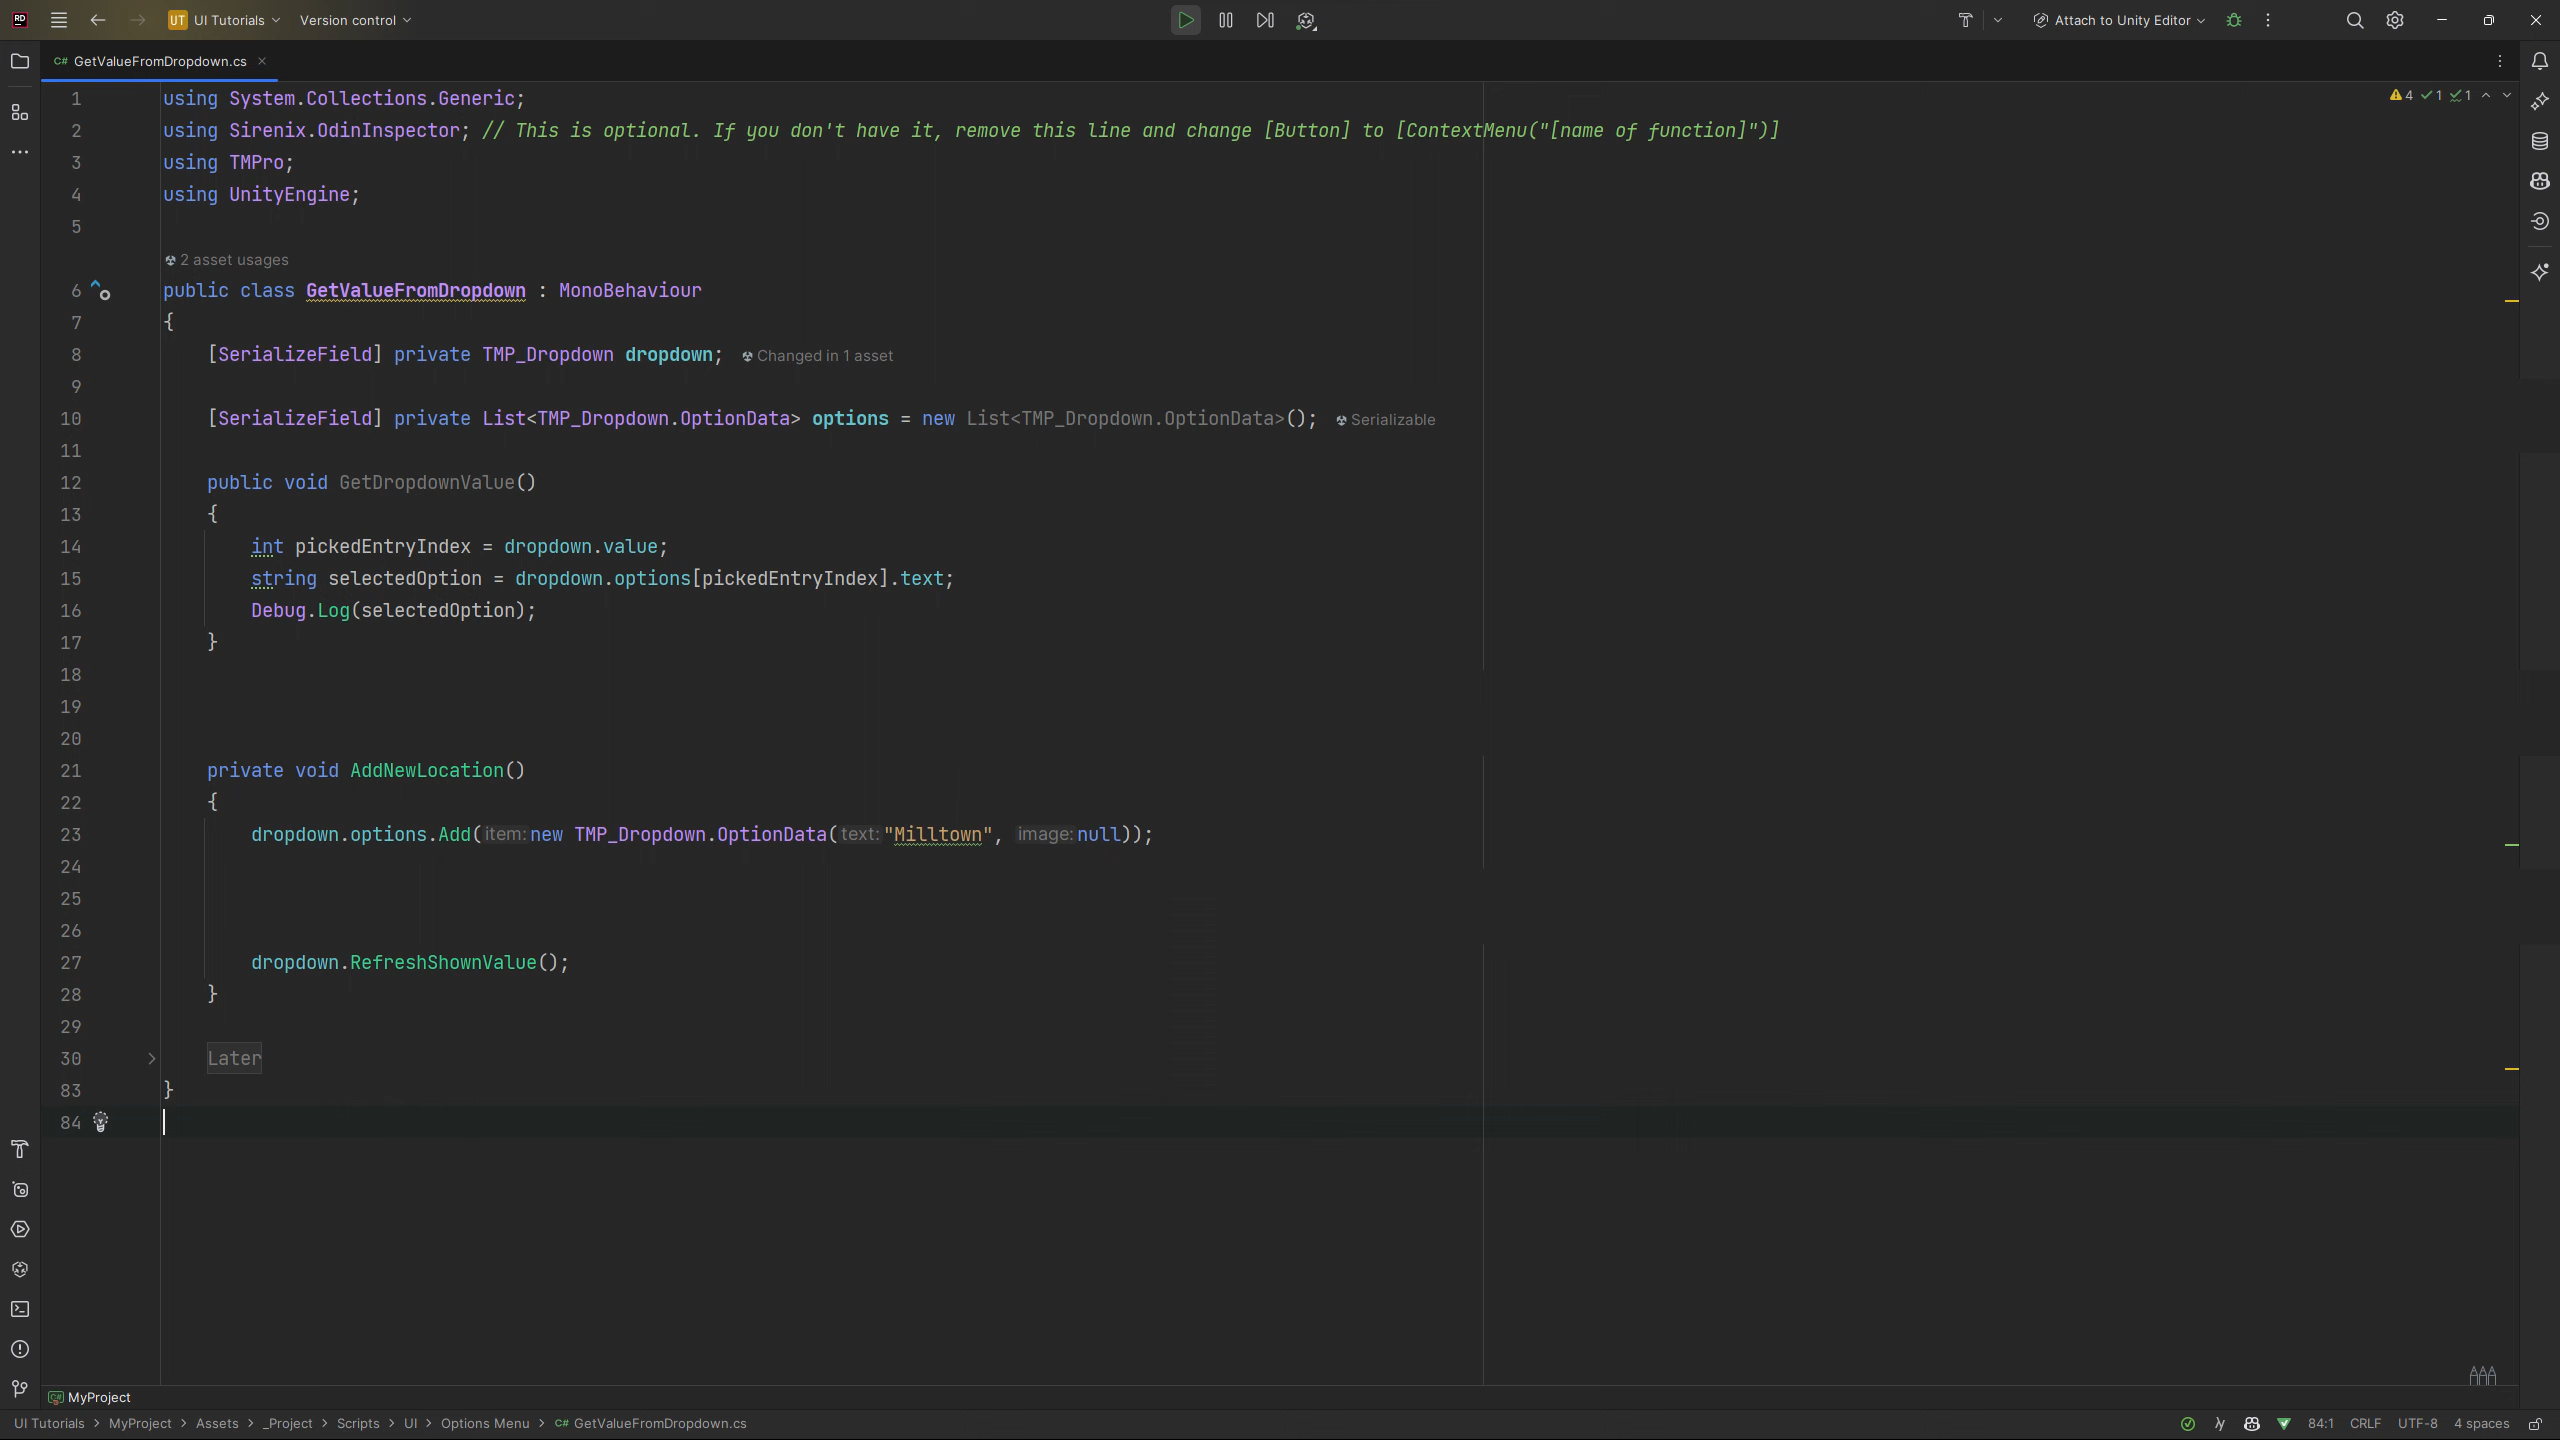 RD UT UI Tutorials Version control Attach to Unity Editor
C# GetValueFromDropdown.cs
1 using System.Collections.Generic; 4 1 1
2 using Sirenix.OdinInspector; // This is optional. If you don't have it, remove this line and change [Button] to [ContextMenu("[name of function]")]
3 using TMPro;
4 using UnityEngine;
5
2 asset usages
6 public class GetValueFromDropdown : MonoBehaviour
7 {
8 [SerializeField] private TMP_Dropdown dropdown; Changed in 1 asset
9
10 [SerializeField] private List<TMP_Dropdown.OptionData> options = new List<TMP_Dropdown.OptionData>(); Serializable
11
12 public void GetDropdownValue()
13 {
14 int pickedEntryIndex = dropdown.value;
15 string selectedOption = dropdown.options[pickedEntryIndex].text;
16 Debug.Log(selectedOption);
17 }
18
19
20
21 private void AddNewLocation()
22 {
23 dropdown.options.Add(item: new TMP_Dropdown.OptionData(text: "Milltown", image: null));
24
25
26
27 dropdown.RefreshShownValue();
28 }
29
30 Later
83 }
84
C# MyProject
UI Tutorials > MyProject > Assets > _Project > Scripts > UI > Options Menu > C# GetValueFromDropdown.cs 84:1 CRLF UTF-8 4 spaces